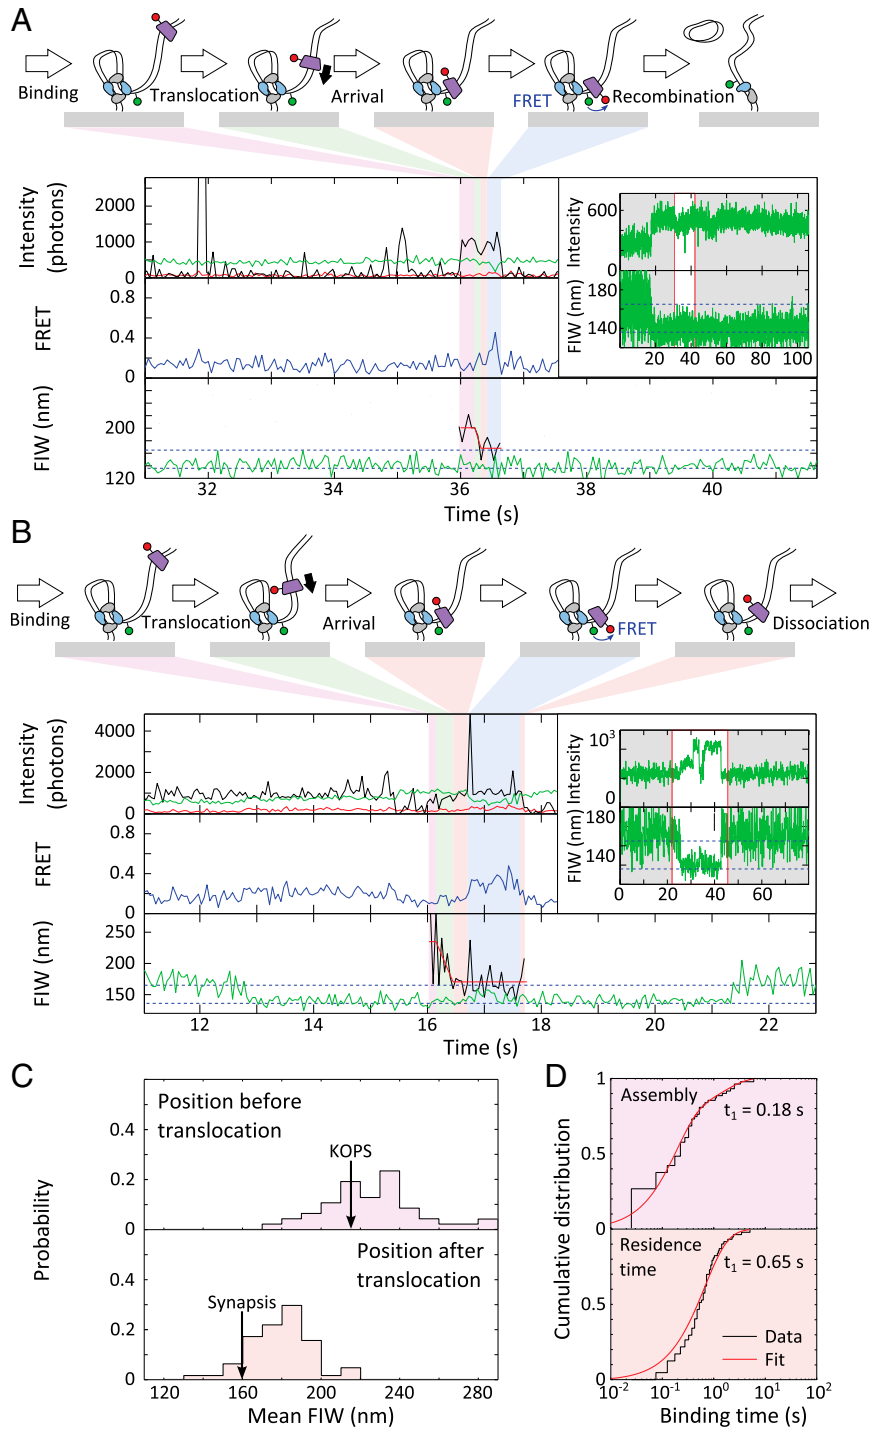 A
Binding
Translocation
Arrival
FRET
Recombination
Intensity
(photons)
2000
1000
0
FRET
0.8
0.4
0
FIW (nm)
200
120
32
34
36
38
40
Time (s)
Intensity
600
0
FIW (nm)
180
140
20
40
60
80
100
B
Binding
Translocation
Arrival
FRET
Dissociation
Intensity
(photons)
4000
2000
0
FRET
0.8
0.4
0
FIW (nm)
250
200
150
12
14
16
18
20
22
Time (s)
Intensity
10³
0
FIW (nm)
180
140
0
20
40
60
C
Probability
Position before
translocation
KOPS
0.4
0.2
0
Position after
translocation
Synapsis
0.4
0.2
0
120
160
200
240
280
Mean FIW (nm)
D
Cumulative distribution
1
0.5
0
Assembly
t₁ = 0.18 s
Residence
time
t₁ = 0.65 s
0.5
0
Data
Fit
10⁻²
10⁻¹
10⁰
10¹
10²
Binding time (s)